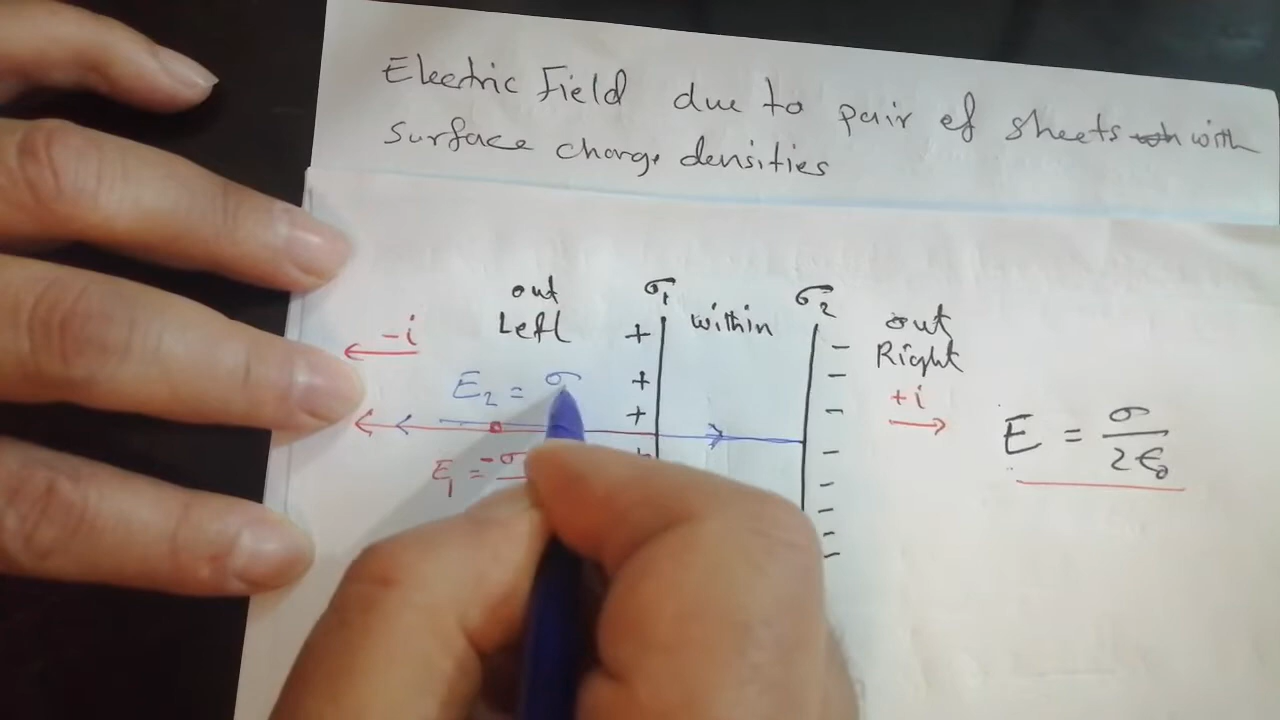 Electric Field due to pair of sheets with
surface charge densities
out
Left
σ1
within
σ2
out
Right
-i
+i
E2 = σ
E1 = -σ
E = σ/2ε0
+
+
+
-
-
-
-
-
-
-
-